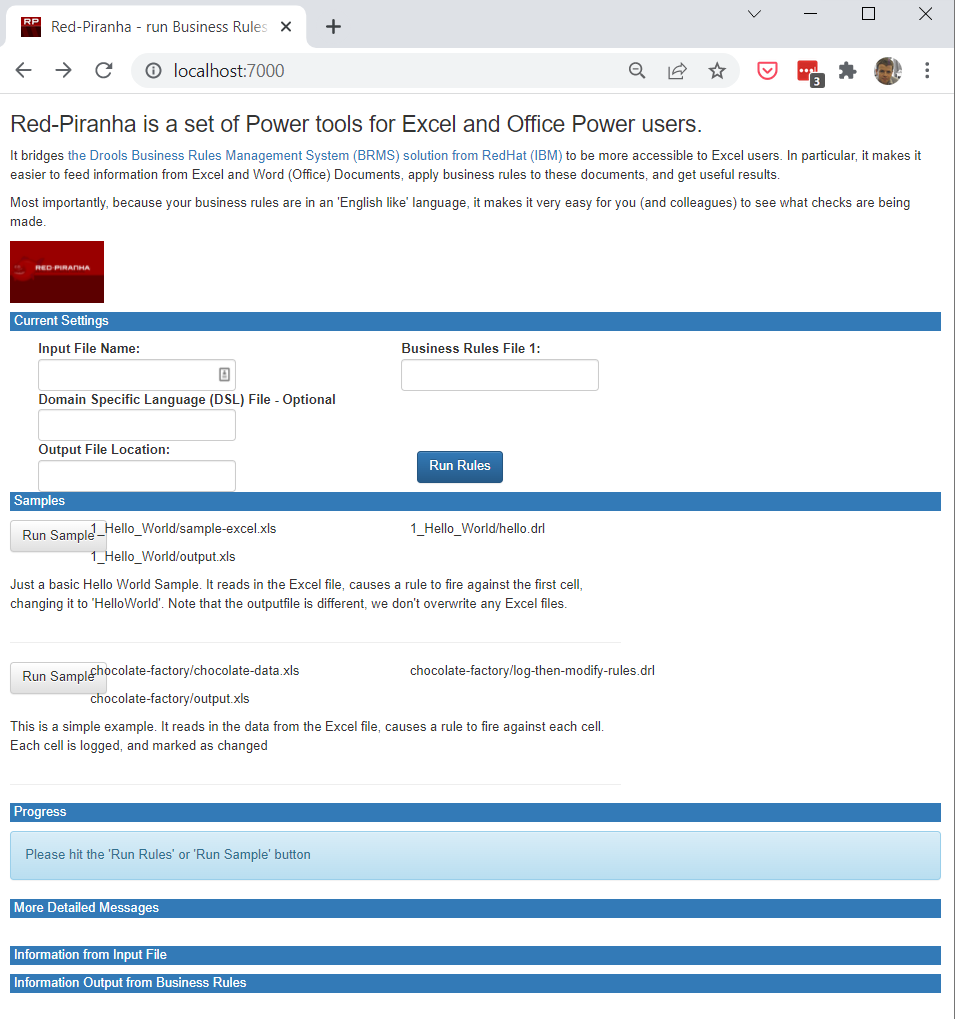 RP
Red-Piranha - run Business Rules
localhost:7000
3
Red-Piranha is a set of Power tools for Excel and Office Power users.
It bridges the Drools Business Rules Management System (BRMS) solution from RedHat (IBM) to be more accessible to Excel users. In particular, it makes it
easier to feed information from Excel and Word (Office) Documents, apply business rules to these documents, and get useful results.
Most importantly, because your business rules are in an 'English like' language, it makes it very easy for you (and colleagues) to see what checks are being
made.
RED-PIRANHA
Current Settings
Input File Name: Business Rules File 1:
Domain Specific Language (DSL) File - Optional
Output File Location:
Run Rules
Samples
Run Sample 1_Hello_World/sample-excel.xls 1_Hello_World/hello.drl
1_Hello_World/output.xls
Just a basic Hello World Sample. It reads in the Excel file, causes a rule to fire against the first cell,
changing it to 'HelloWorld'. Note that the outputfile is different, we don't overwrite any Excel files.
Run Sample chocolate-factory/chocolate-data.xls chocolate-factory/log-then-modify-rules.drl
chocolate-factory/output.xls
This is a simple example. It reads in the data from the Excel file, causes a rule to fire against each cell.
Each cell is logged, and marked as changed
Progress
Please hit the 'Run Rules' or 'Run Sample' button
More Detailed Messages
Information from Input File
Information Output from Business Rules